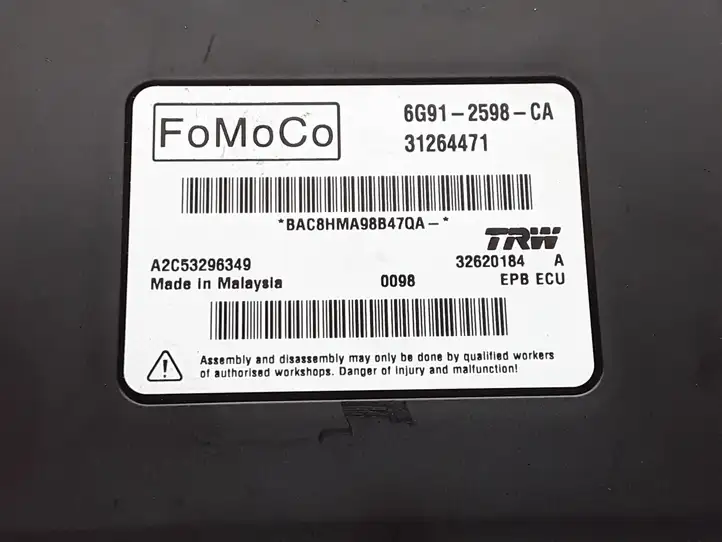 FoMoCo
6G91-2598-CA
31264471
*BAC8HMA98B47QA-*
TRW
A2C53296349
32620184 A
Made In Malaysia
0098
EPB ECU
Assembly and disassembly may only be done by qualified workers
of authorised workshops. Danger of injury and malfunction!